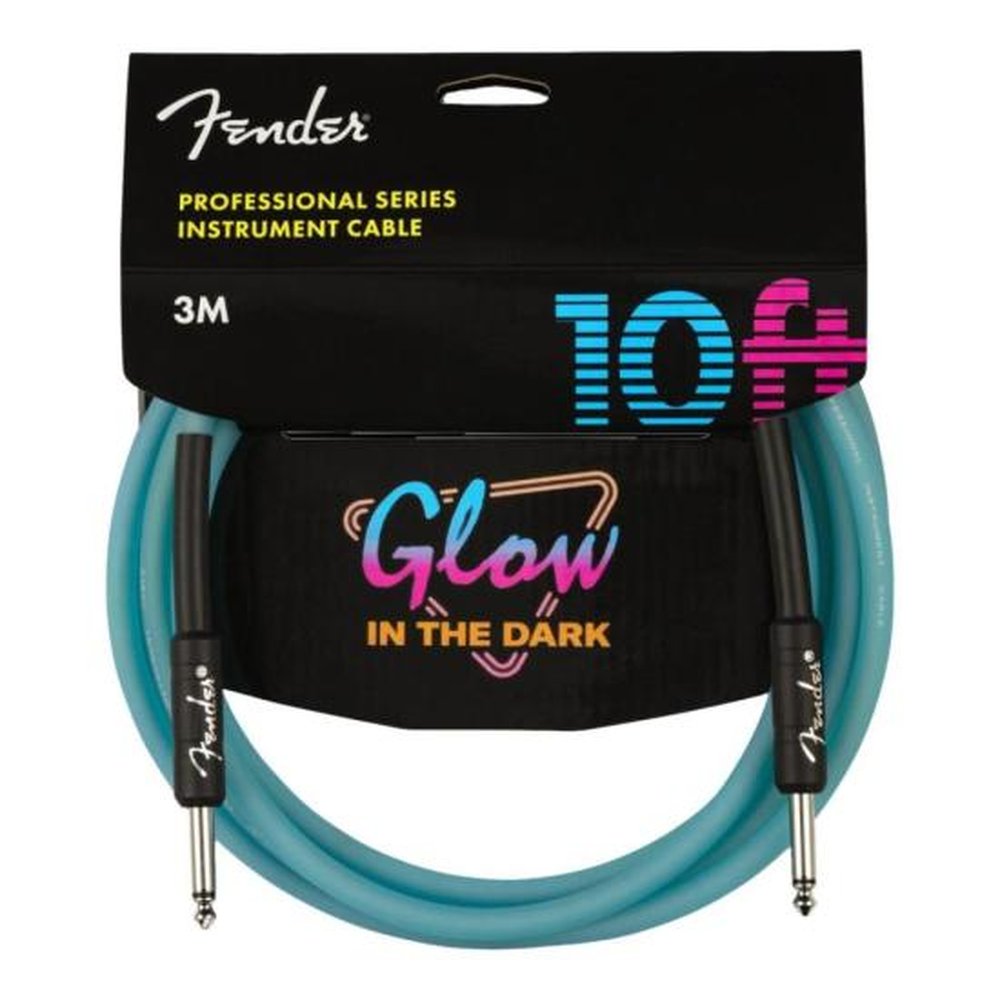 Fender®
PROFESSIONAL SERIES
INSTRUMENT CABLE
3M
10ft
Glow
IN THE DARK
Fender®
Fender®